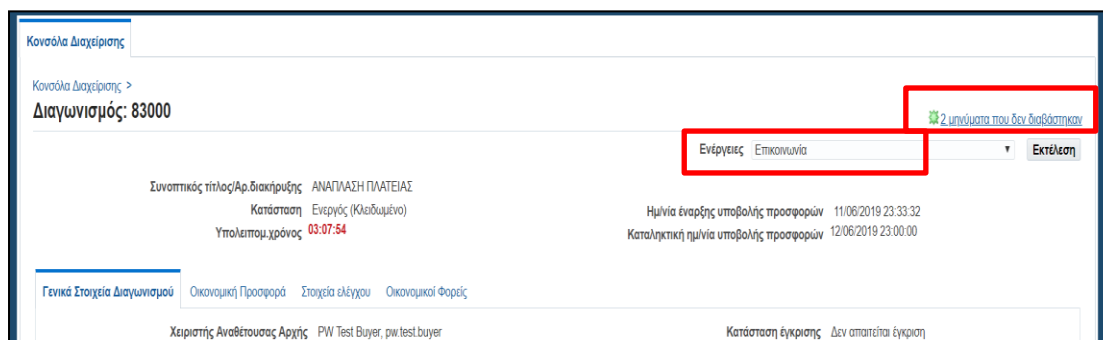 Κονσόλα Διαχείρισης
Κονσόλα Διαχείρισης >
Διαγωνισμός: 83000
2 μηνύματα που δεν διαβάστηκαν
Ενέργειες Επικοινωνία Εκτέλεση
Συνοπτικός τίτλος/Αρ.διακήρυξης ΑΝΑΠΛΑΣΗ ΠΛΑΤΕΙΑΣ
Κατάσταση Ενεργός (Κλειδωμένο) Ημ/νία έναρξης υποβολής προσφορών 11/06/2019 23:33:32
Υπολειπομ.χρόνος 03:07:54 Καταληκτική ημ/νία υποβολής προσφορών 12/06/2019 23:00:00
Γενικά Στοιχεία Διαγωνισμού Οικονομική Προσφορά Στοιχεία ελέγχου Οικονομικοί Φορείς
Χειριστής Αναθέτουσας Αρχής PW Test Buyer, pw.test.buyer Κατάσταση έγκρισης Δεν απαιτείται έγκριση